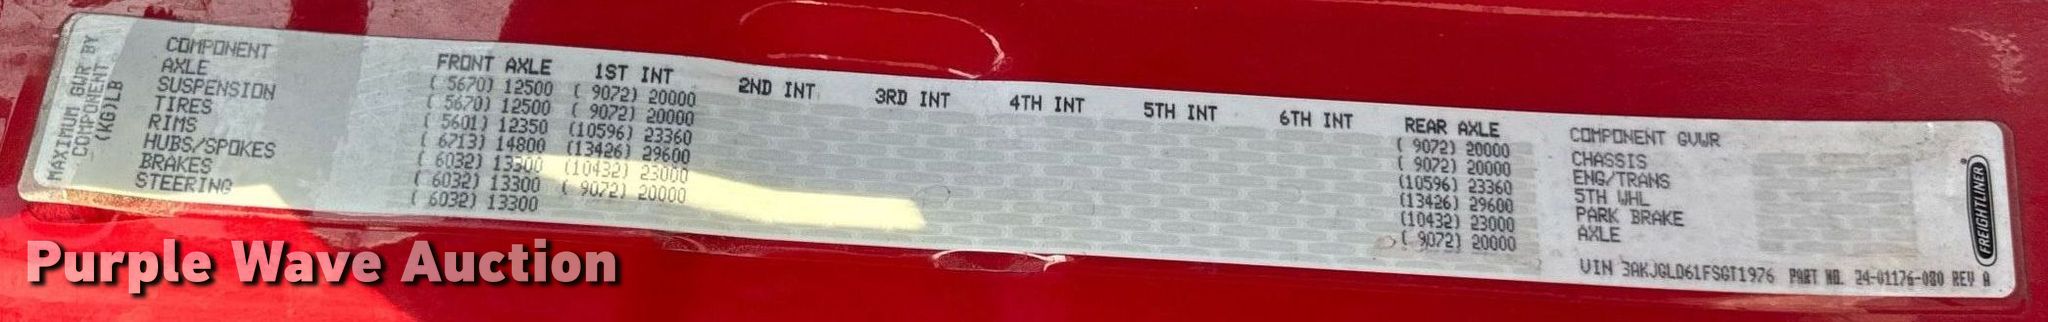 MAXIMUM GWR BY
COMPONENT
(KG)LB
COMPONENT FRONT AXLE 1ST INT 2ND INT 3RD INT 4TH INT 5TH INT 6TH INT REAR AXLE COMPONENT GVWR
AXLE ( 5670) 12500 ( 9072) 20000 ( 9072) 20000 CHASSIS
SUSPENSION ( 5670) 12500 ( 9072) 20000 ( 9072) 20000 ENG/TRANS
TIRES ( 5601) 12350 (10596) 23360 (10596) 23360 5TH WHL
RIMS ( 6713) 14800 (13426) 29600 (13426) 29600 PARK BRAKE
HUBS/SPOKES ( 6032) 13300 (10432) 23000 (10432) 23000 AXLE
BRAKES ( 6032) 13300 ( 9072) 20000 ( 9072) 20000
STEERING ( 6032) 13300
VIN 3AKJGLD61FSGT1976 PART NO. 24-01176-080 REV A
FREIGHTLINER
Purple Wave Auction